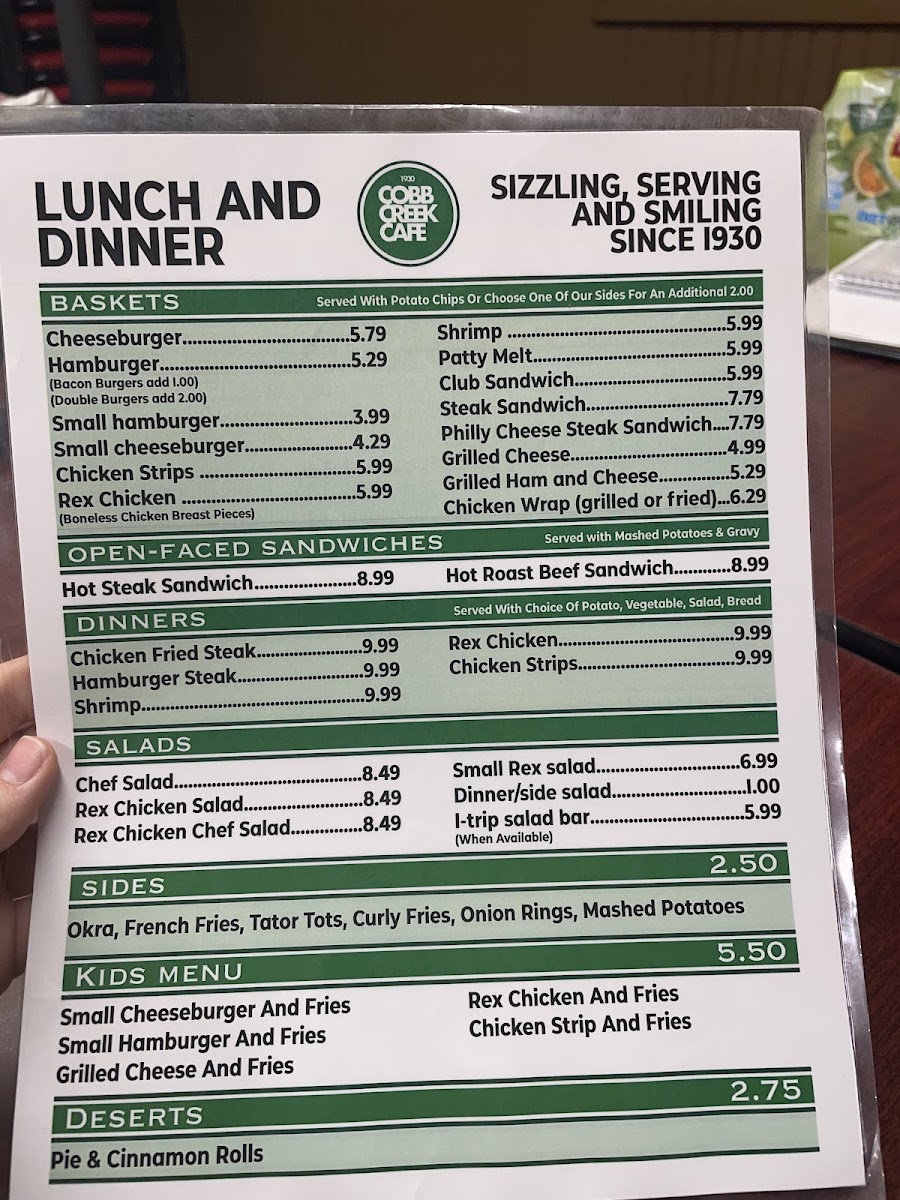 LUNCH AND
DINNER
1930
COBB
CREEK
CAFE
SIZZLING, SERVING
AND SMILING
SINCE 1930
BASKETS Served With Potato Chips Or Choose One Of Our Sides For An Additional 2.00
Cheeseburger..................................5.79
Hamburger.......................................5.29
(Bacon Burgers add 1.00)
(Double Burgers add 2.00)
Small hamburger...........................3.99
Small cheeseburger......................4.29
Chicken Strips ................................5.99
Rex Chicken ...................................5.99
(Boneless Chicken Breast Pieces)
Shrimp ............................................5.99
Patty Melt.......................................5.99
Club Sandwich...............................5.99
Steak Sandwich.............................7.79
Philly Cheese Steak Sandwich....7.79
Grilled Cheese................................4.99
Grilled Ham and Cheese..............5.29
Chicken Wrap (grilled or fried)...6.29
OPEN-FACED SANDWICHES Served with Mashed Potatoes & Gravy
Hot Steak Sandwich.....................8.99
Hot Roast Beef Sandwich............8.99
DINNERS Served With Choice Of Potato, Vegetable, Salad, Bread
Chicken Fried Steak...........................9.99
Hamburger Steak..........................9.99
Shrimp..............................................9.99
Rex Chicken....................................9.99
Chicken Strips................................9.99
SALADS
Chef Salad......................................8.49
Rex Chicken Salad........................8.49
Rex Chicken Chef Salad...............8.49
Small Rex salad.............................6.99
Dinner/side salad...........................1.00
1-trip salad bar...............................5.99
(When Available)
SIDES 2.50
Okra, French Fries, Tator Tots, Curly Fries, Onion Rings, Mashed Potatoes
KIDS MENU 5.50
Small Cheeseburger And Fries
Small Hamburger And Fries
Grilled Cheese And Fries
Rex Chicken And Fries
Chicken Strip And Fries
DESERTS 2.75
Pie & Cinnamon Rolls